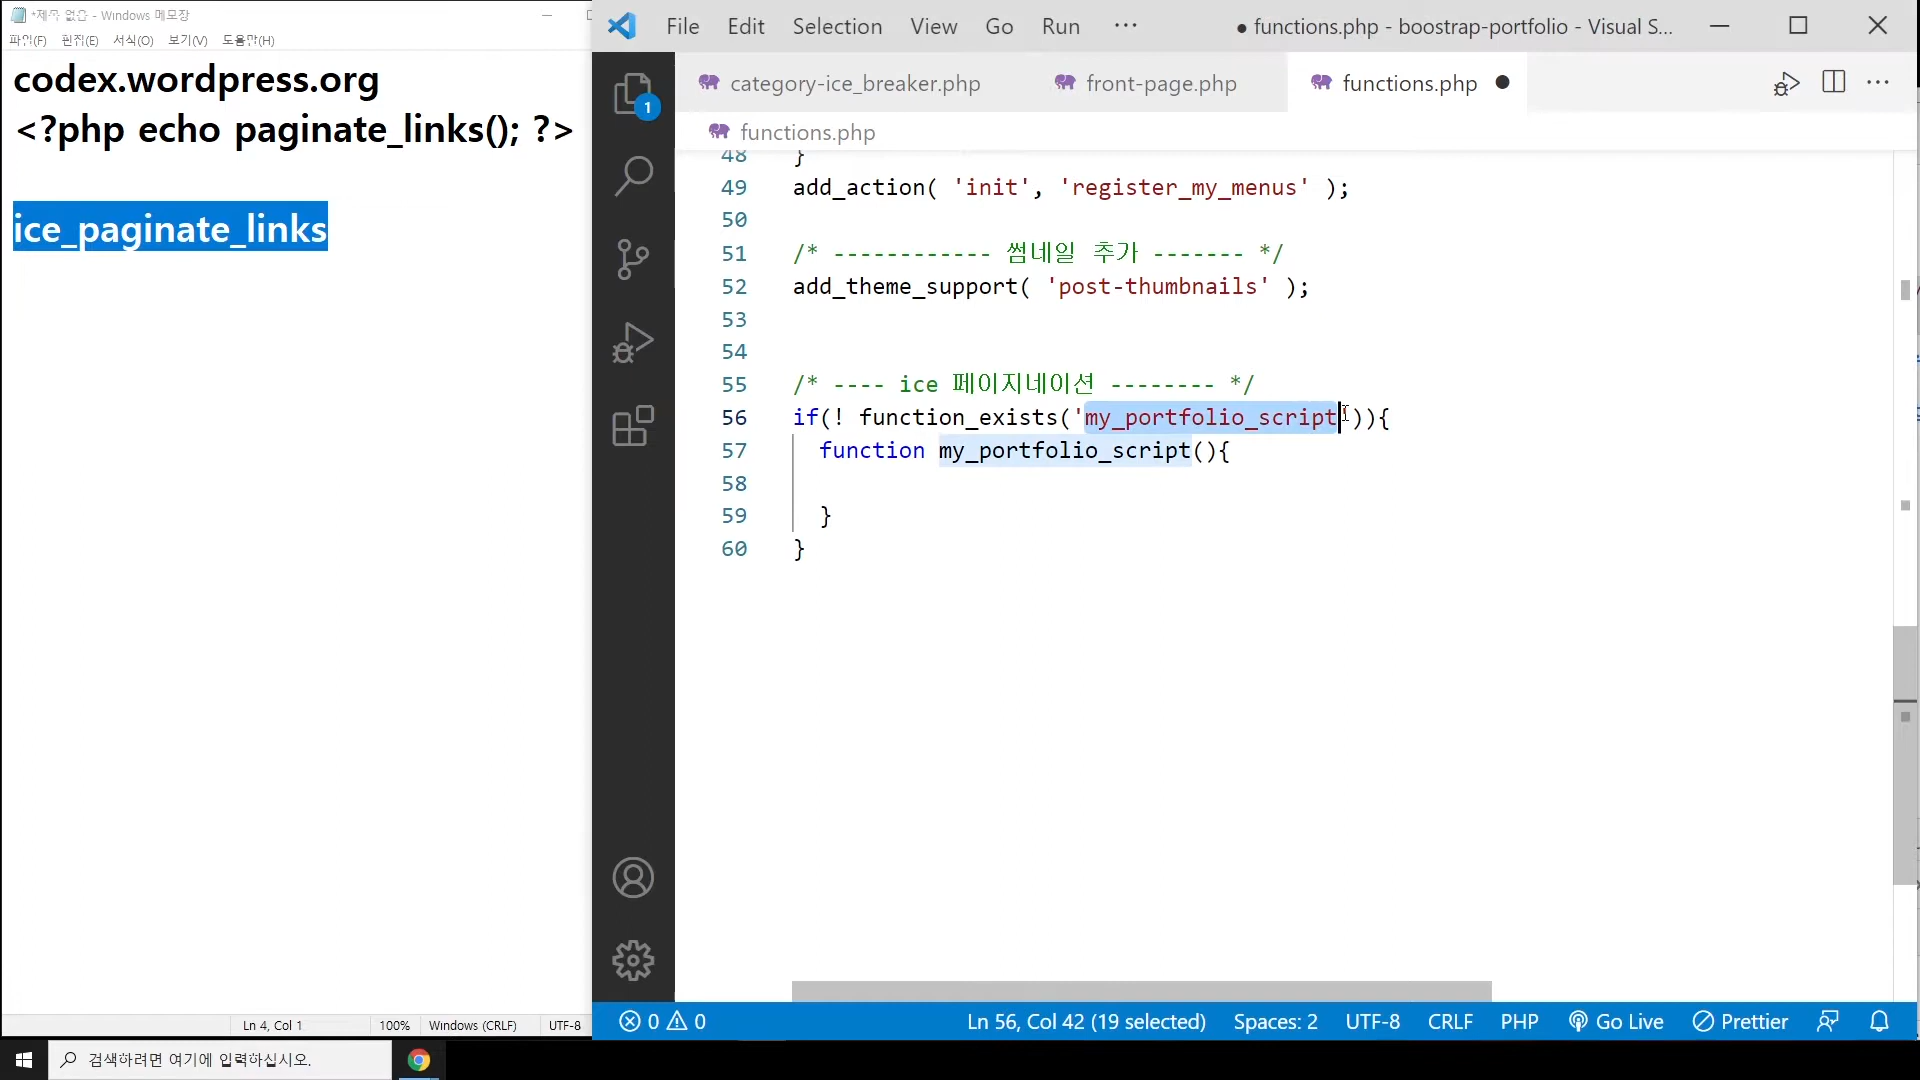 *제목 없음 - Windows 메모장
파일(F) 편집(E) 서식(O) 보기(V) 도움말(H)
codex.wordpress.org
<?php echo paginate_links(); ?>
ice_paginate_links
Ln 4, Col 1 100% Windows (CRLF) UTF-8
File Edit Selection View Go Run ··· ● functions.php - boostrap-portfolio - Visual S...
1
category-ice_breaker.php front-page.php functions.php ●
functions.php
48 }
49 add_action( 'init', 'register_my_menus' );
50
51 /* ------------ 썸네일 추가 ------- */
52 add_theme_support( 'post-thumbnails' );
53
54
55 /* ---- ice 페이지네이션 -------- */
56 if(! function_exists('my_portfolio_script')){
57 function my_portfolio_script(){
58
59 }
60 }
0 0 Ln 56, Col 42 (19 selected) Spaces: 2 UTF-8 CRLF PHP Go Live Prettier
검색하려면 여기에 입력하십시오.